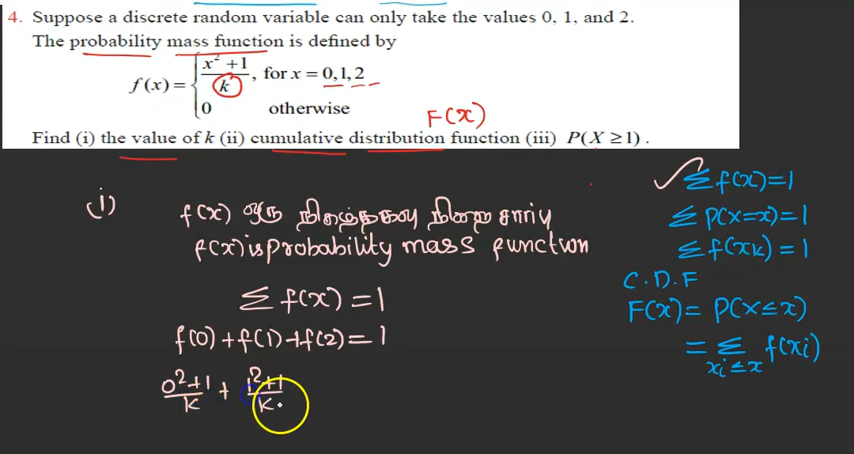 4. Suppose a discrete random variable can only take the values 0, 1, and 2.
The probability mass function is defined by
f(x) = { (x² + 1)/k, for x = 0,1,2
0 otherwise
F(x)
Find (i) the value of k (ii) cumulative distribution function (iii) P(X ≥ 1) .
(i)
f(x) ஒரு நிகழ்தகவு நிறை சார்பு
f(x) is probability mass function
Σ f(x) = 1
f(0) + f(1) + f(2) = 1
(0²+1)/k + (1²+1)/k
Σ f(x) = 1
Σ P(X=x) = 1
Σ f(xk) = 1
C.D.F
F(x) = P(X ≤ x)
= Σ f(xi)
xi ≤ x